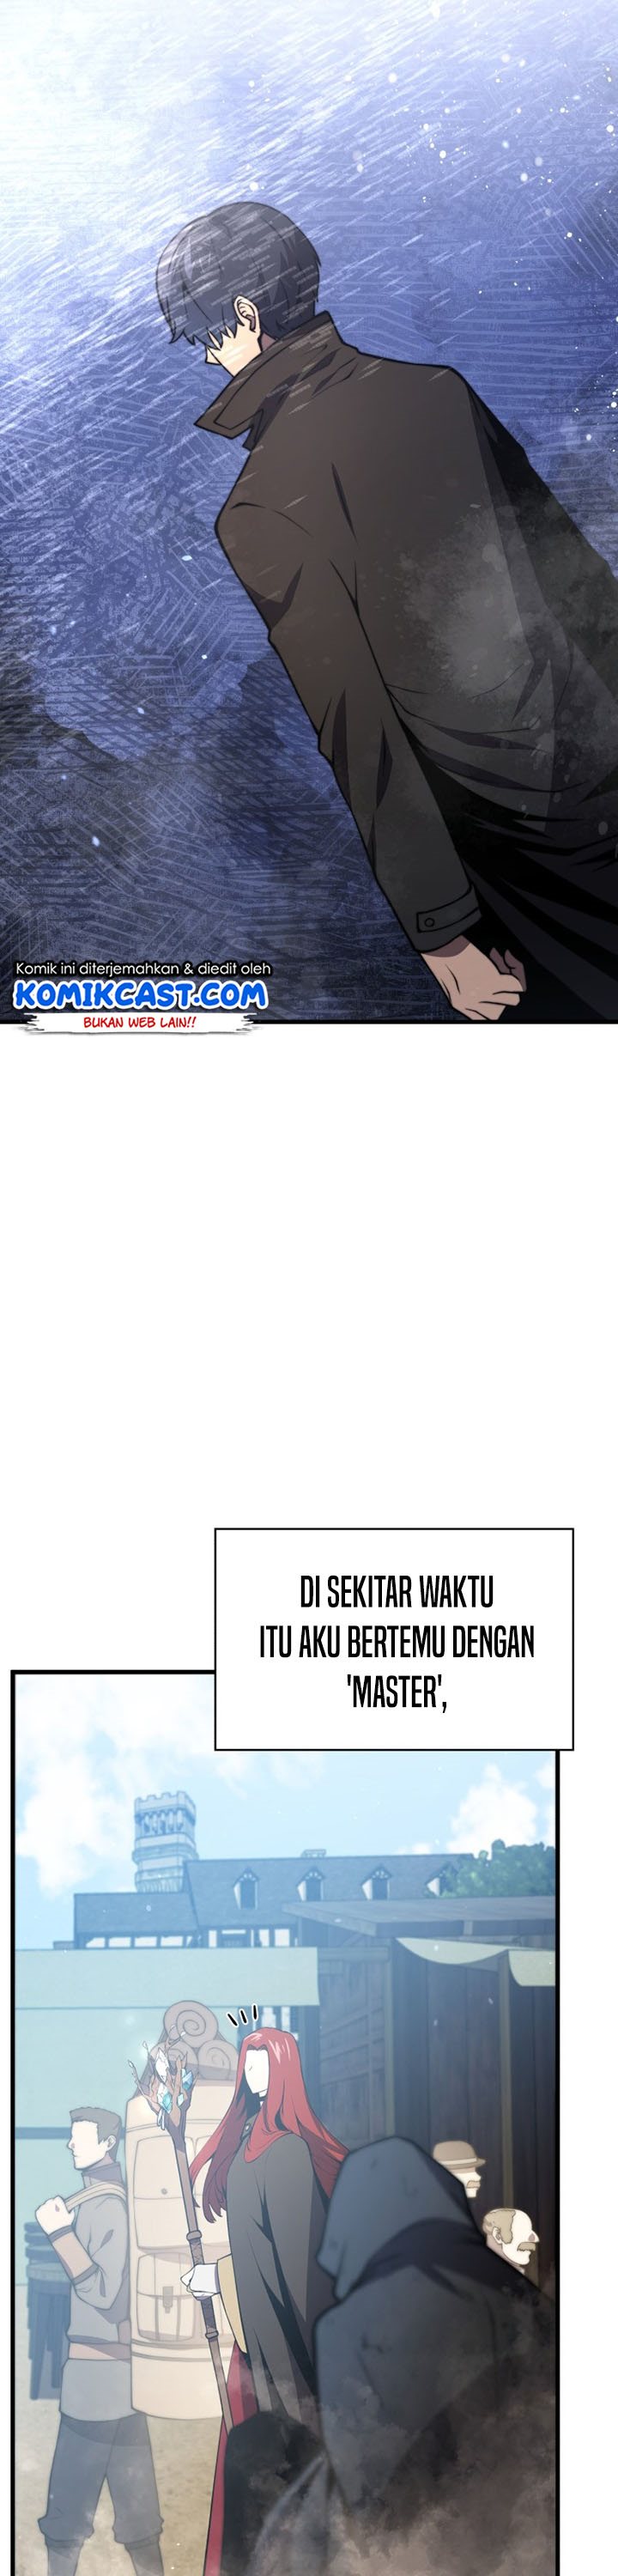 Komik ini diterjemahkan & diedit oleh
KOMIKCAST.COM
BUKAN WEB LAIN!!
DI SEKITAR WAKTU
ITU AKU BERTEMU DENGAN
'MASTER',